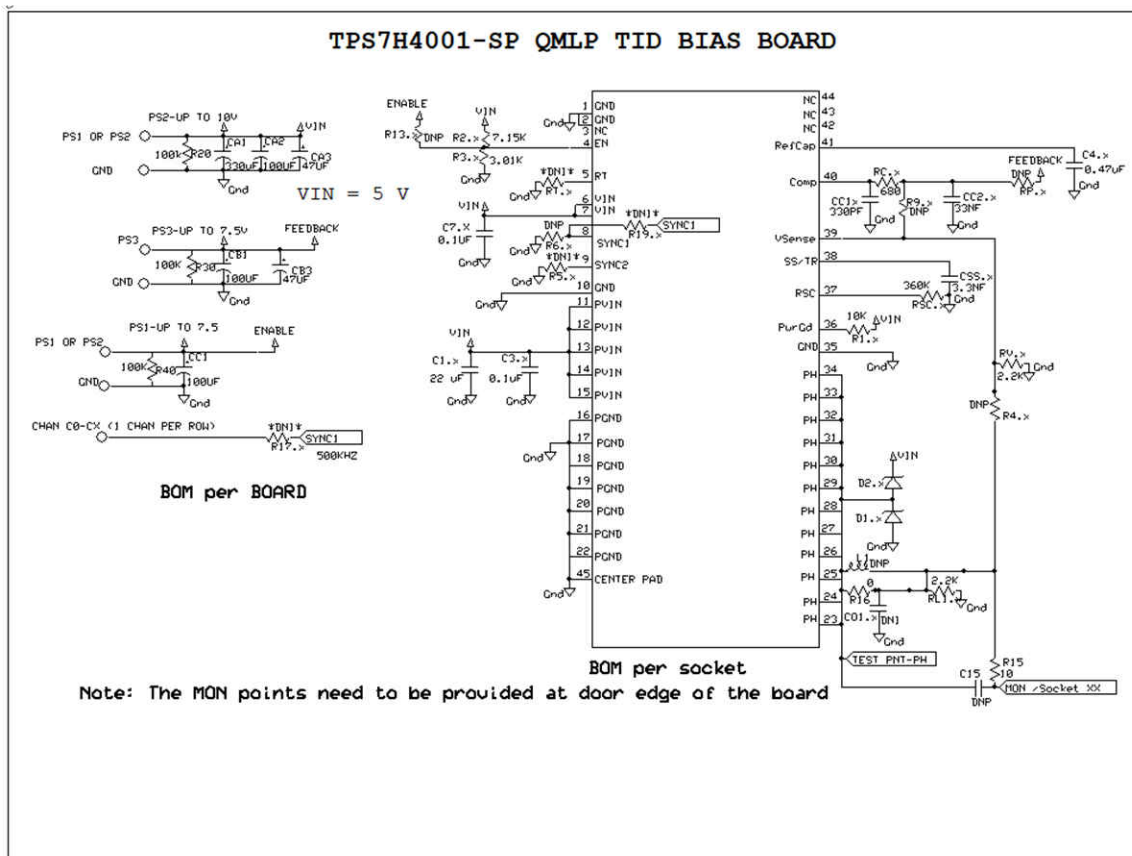 TPS7H4001-SP QMLP TID BIAS BOARD
PS2-UP TO 10V
PS1 OR PS2
VIN
100k
R20
CA1
330uF
CA2
100UF
CA3
47UF
GND
Gnd
VIN = 5 V
PS3
PS3-UP TO 7.5V
FEEDBACK
100K
R30
CB1
100UF
CB3
47UF
GND
Gnd
PS1-UP TO 7.5
ENABLE
PS1 OR PS2
100K
R40
CC1
100UF
GND
Gnd
CHAN C0-CX (1 CHAN PER ROW)
*DNI*
R17.x
SYNC1
500KHZ
BOM per BOARD
ENABLE
R13.x
DNP
VIN
R2.x
7.15K
R3.x
3.01K
Gnd
Gnd
*DNI*
RT.x
Gnd
VIN
C7.X
0.1UF
Gnd
DNP
R6.x
Gnd
*DNI*
R19.x
SYNC1
*DNI*
R5.x
Gnd
Gnd
VIN
C1.x
22 uF
C3.x
0.1uF
Gnd
Gnd
Gnd
Gnd
1 GND
2 GND
3 NC
4 EN
5 RT
6 VIN
7 VIN
8 SYNC1
9 SYNC2
10 GND
11 PVIN
12 PVIN
13 PVIN
14 PVIN
15 PVIN
16 PGND
17 PGND
18 PGND
19 PGND
20 PGND
21 PGND
22 PGND
45 CENTER PAD
NC 44
NC 43
NC 42
RefCap 41
Comp 40
VSense 39
SS/TR 38
RSC 37
PwrGd 36
GND 35
PH 34
PH 33
PH 32
PH 31
PH 30
PH 29
PH 28
PH 27
PH 26
PH 25
PH 24
PH 23
C4.x
0.47uF
Gnd
RC.x
680
CC1x
330PF
Gnd
R9.x
DNP
CC2.x
33NF
Gnd
FEEDBACK
DNP
RP.x
CSS.x
3.3NF
Gnd
360K
RSC.x
10K
R1.x
VIN
Gnd
RV.x
2.2K
Gnd
DNP
R4.x
VIN
D2.x
D1.x
Gnd
L1
DNP
0
R16
2.2K
RL1.x
Gnd
CO1.x
DNI
Gnd
TEST PNT-PH
R15
10
C15
DNP
MON /Socket XX
BOM per socket
Note: The MON points need to be provided at door edge of the board